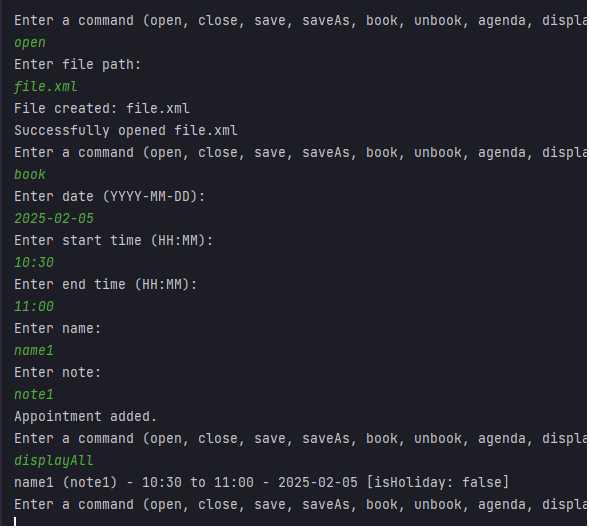 Enter a command (open, close, save, saveAs, book, unbook, agenda, displa
open
Enter file path:
file.xml
File created: file.xml
Successfully opened file.xml
Enter a command (open, close, save, saveAs, book, unbook, agenda, displa
book
Enter date (YYYY-MM-DD):
2025-02-05
Enter start time (HH:MM):
10:30
Enter end time (HH:MM):
11:00
Enter name:
name1
Enter note:
note1
Appointment added.
Enter a command (open, close, save, saveAs, book, unbook, agenda, displa
displayAll
name1 (note1) - 10:30 to 11:00 - 2025-02-05 [isHoliday: false]
Enter a command (open, close, save, saveAs, book, unbook, agenda, displa